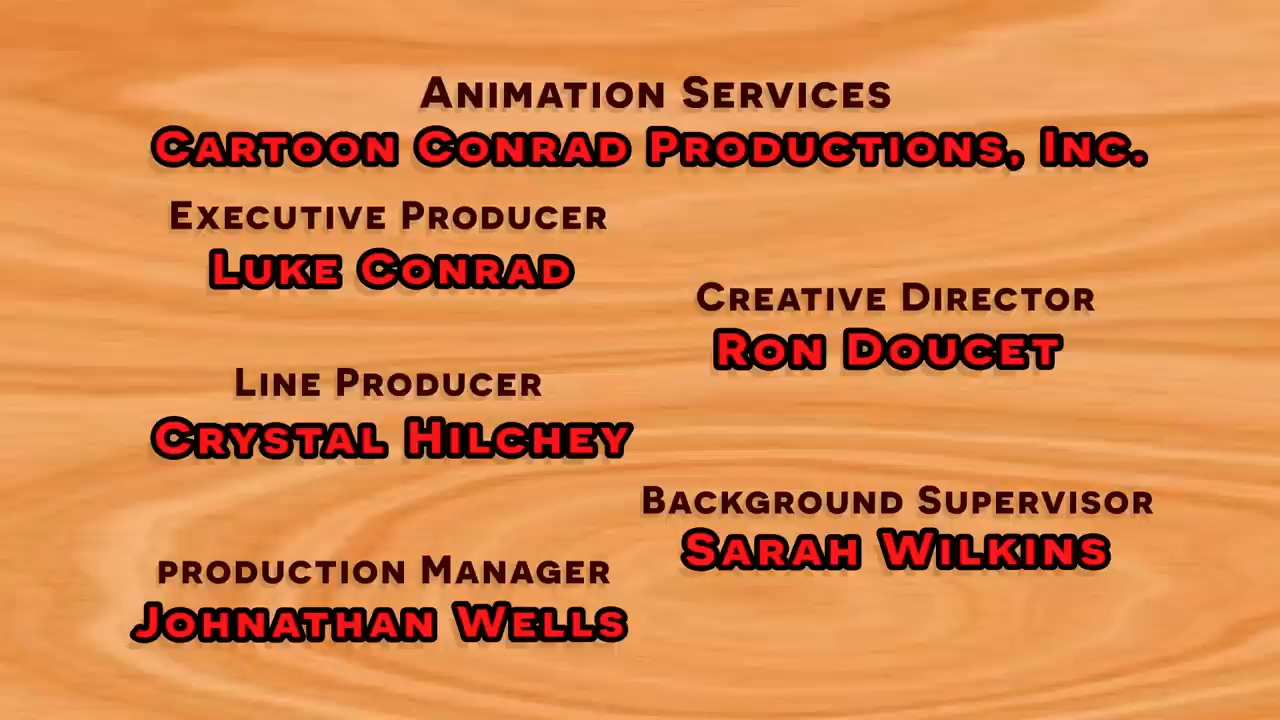 Animation Services
Cartoon Conrad Productions, Inc.
Executive Producer
Luke Conrad
Creative Director
Ron Doucet
Line Producer
Crystal Hilchey
Background Supervisor
Sarah Wilkins
production Manager
Johnathan Wells